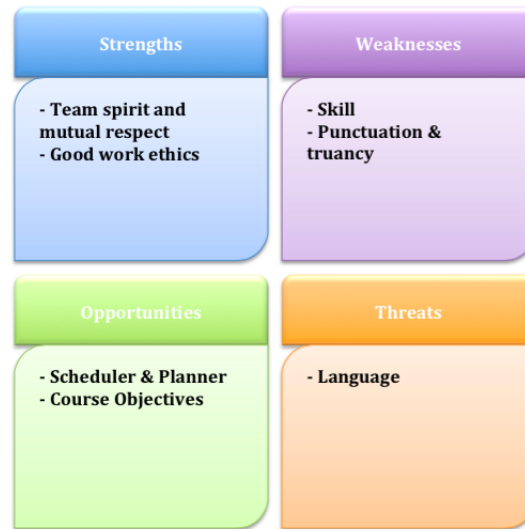 Strengths
- Team spirit and
mutual respect
- Good work ethics
Weaknesses
- Skill
- Punctuation &
truancy
Opportunities
- Scheduler & Planner
- Course Objectives
Threats
- Language